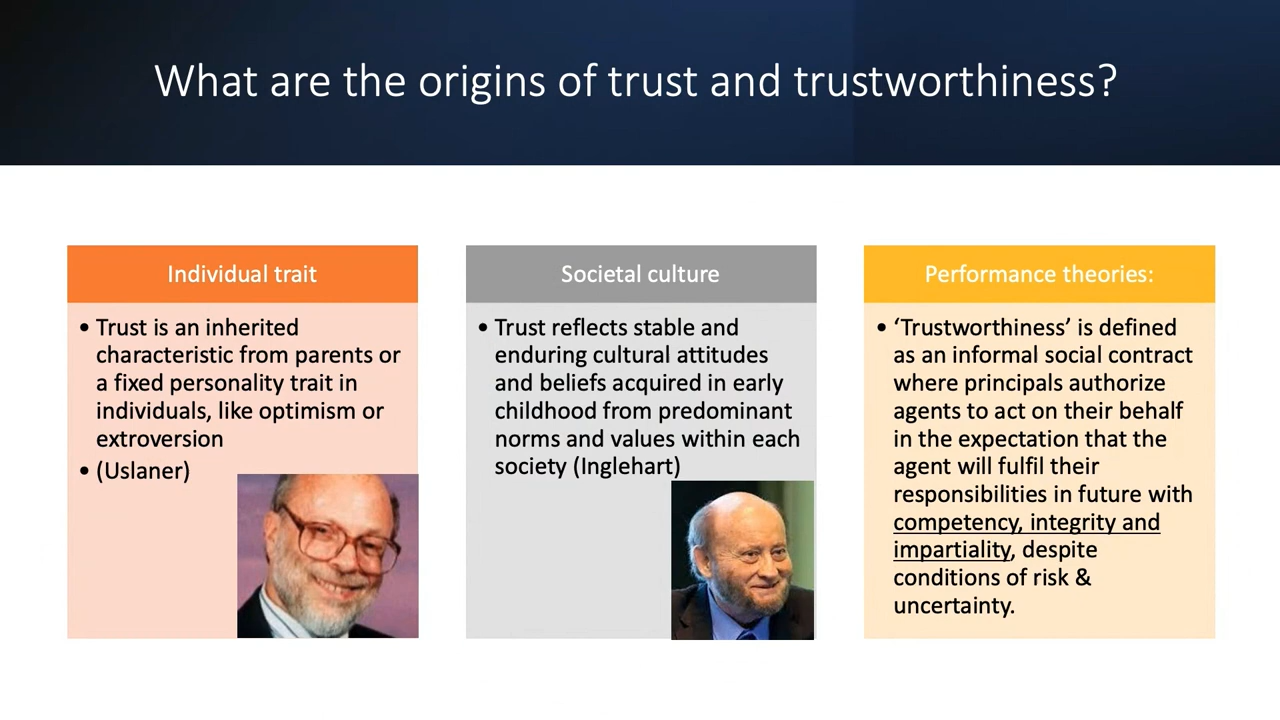 What are the origins of trust and trustworthiness?
Individual trait
• Trust is an inherited
characteristic from parents or
a fixed personality trait in
individuals, like optimism or
extroversion
• (Uslaner)
Societal culture
• Trust reflects stable and
enduring cultural attitudes
and beliefs acquired in early
childhood from predominant
norms and values within each
society (Inglehart)
Performance theories:
• ‘Trustworthiness’ is defined
as an informal social contract
where principals authorize
agents to act on their behalf
in the expectation that the
agent will fulfil their
responsibilities in future with
competency, integrity and
impartiality, despite
conditions of risk &
uncertainty.